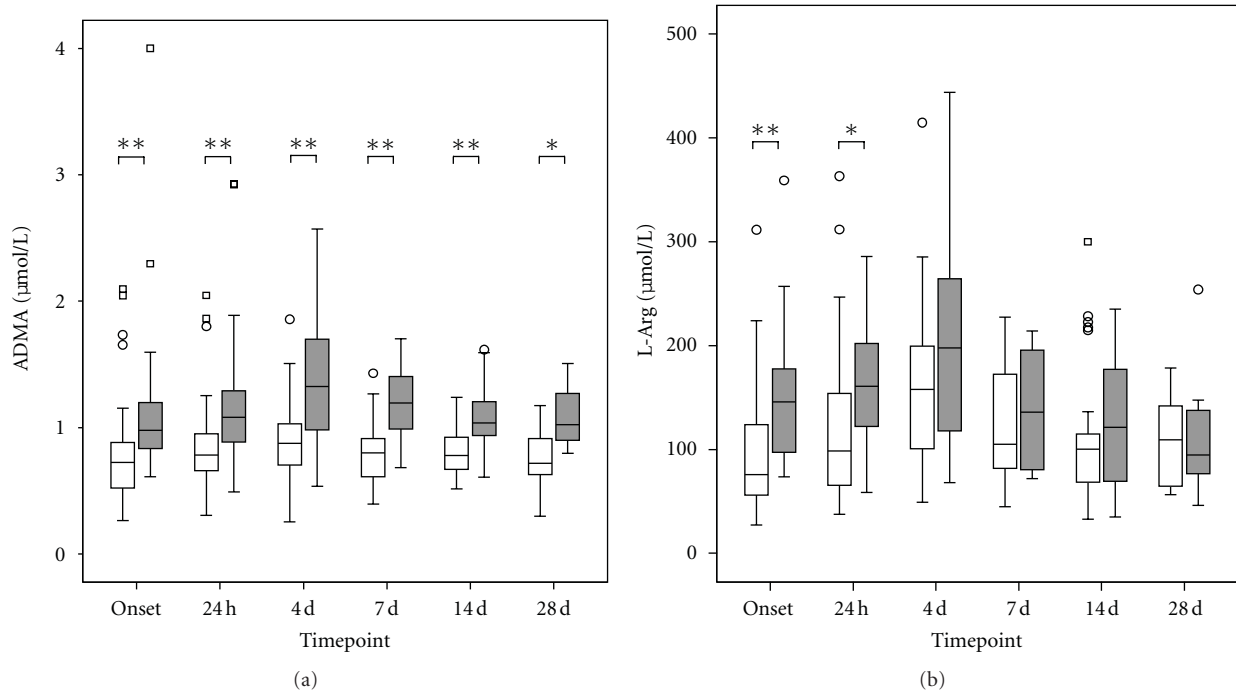 4
3
2
1
0
ADMA (µmol/L)
** ** ** ** ** *
Onset 24 h 4 d 7 d 14 d 28 d
Timepoint
(a)
500
400
300
200
100
0
L-Arg (µmol/L)
** *
Onset 24 h 4 d 7 d 14 d 28 d
Timepoint
(b)